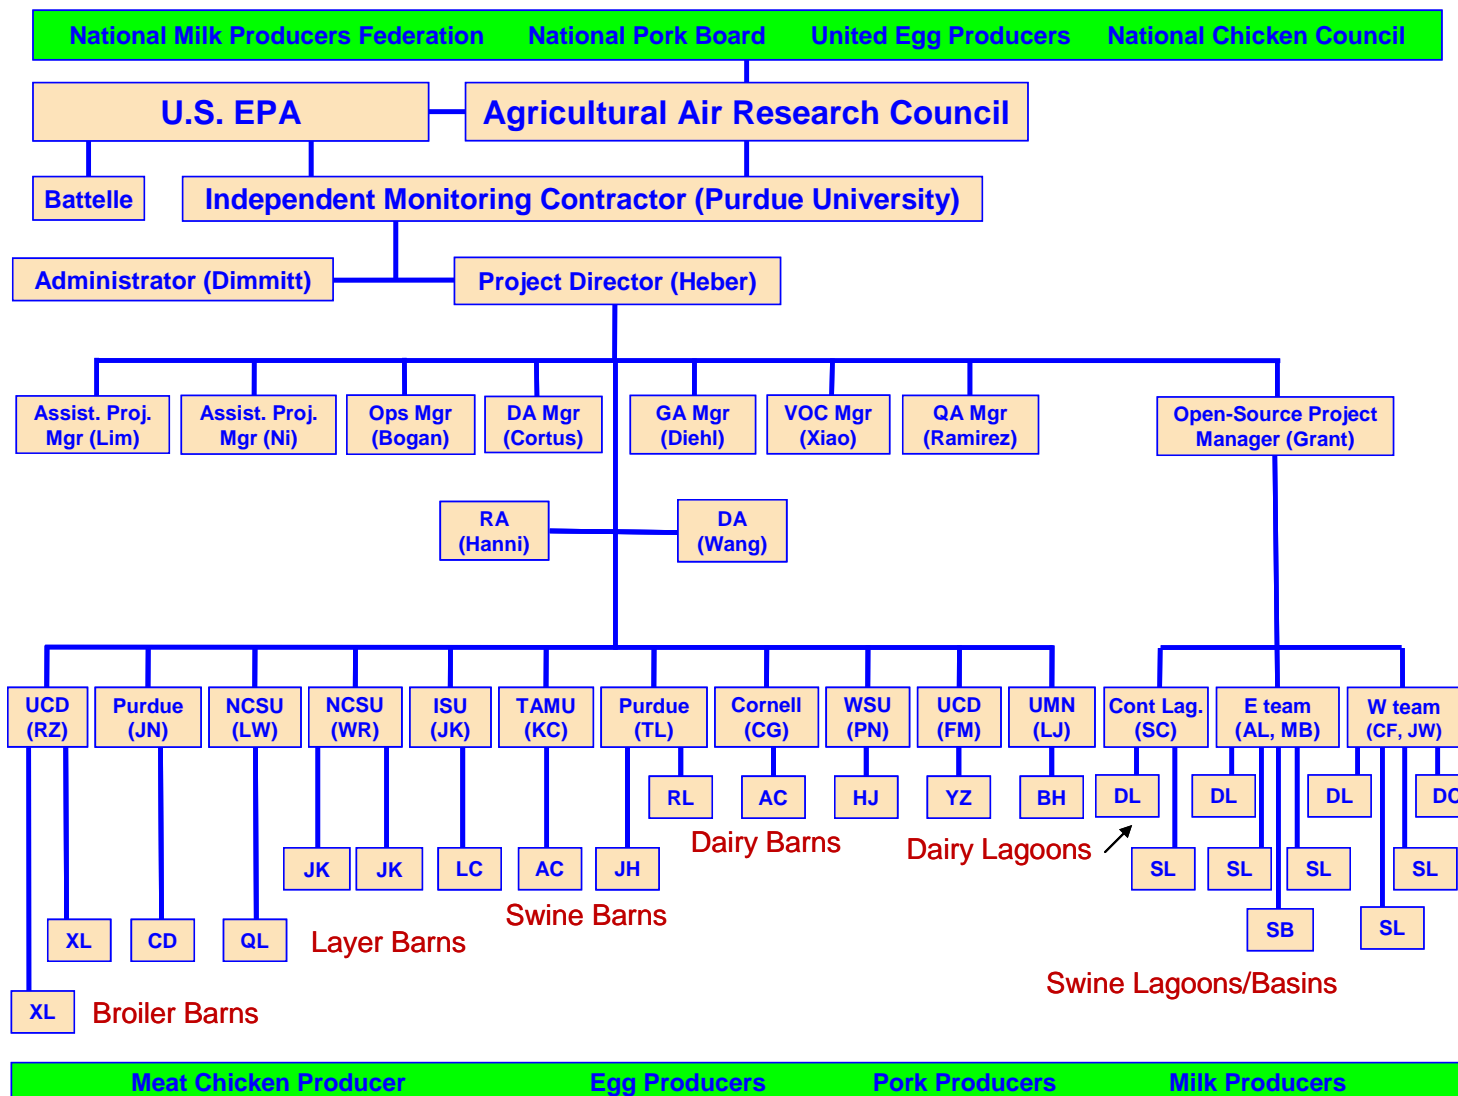 National Milk Producers Federation National Pork Board United Egg Producers National Chicken Council
U.S. EPA
Agricultural Air Research Council
Battelle
Independent Monitoring Contractor (Purdue University)
Administrator (Dimmitt)
Project Director (Heber)
Assist. Proj.
Mgr (Lim)
Assist. Proj.
Mgr (Ni)
Ops Mgr
(Bogan)
DA Mgr
(Cortus)
GA Mgr
(Diehl)
VOC Mgr
(Xiao)
QA Mgr
(Ramirez)
Open-Source Project
Manager (Grant)
RA
(Hanni)
DA
(Wang)
UCD
(RZ)
Purdue
(JN)
NCSU
(LW)
NCSU
(WR)
ISU
(JK)
TAMU
(KC)
Purdue
(TL)
Cornell
(CG)
WSU
(PN)
UCD
(FM)
UMN
(LJ)
Cont Lag.
(SC)
E team
(AL, MB)
W team
(CF, JW)
RL
AC
HJ
YZ
BH
DL
DL
DL
DC
Dairy Barns
Dairy Lagoons
JK
JK
LC
AC
JH
SL
SL
SL
SL
Swine Barns
XL
CD
QL
Layer Barns
SB
SL
Swine Lagoons/Basins
XL
Broiler Barns
Meat Chicken Producer Egg Producers Pork Producers Milk Producers